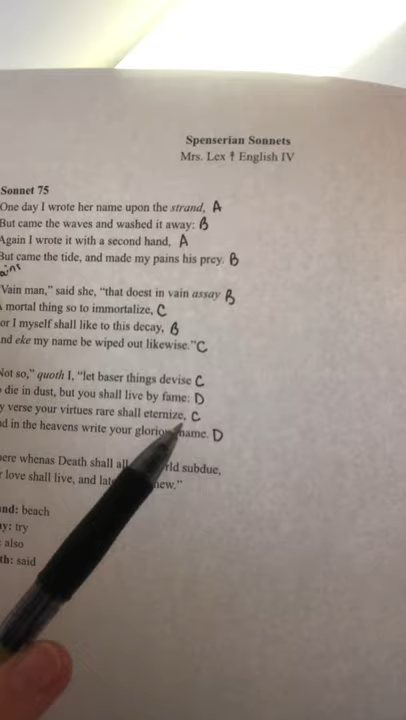 Spenserian Sonnets
Mrs. Lex † English IV
Sonnet 75
One day I wrote her name upon the strand, A
But came the waves and washed it away: B
Again I wrote it with a second hand, A
But came the tide, and made my pains his prey. B
Vain man," said she, "that doest in vain assay B
mortal thing so to immortalize, C
or I myself shall like to this decay, B
nd eke my name be wiped out likewise." C
Not so," quoth I, "let baser things devise C
die in dust, but you shall live by fame: D
y verse your virtues rare shall eternize, C
d in the heavens write your name. D
ere whenas Death shall all rld subdue,
love shall live, and ew."
nd: beach
ay: try
also
th: said